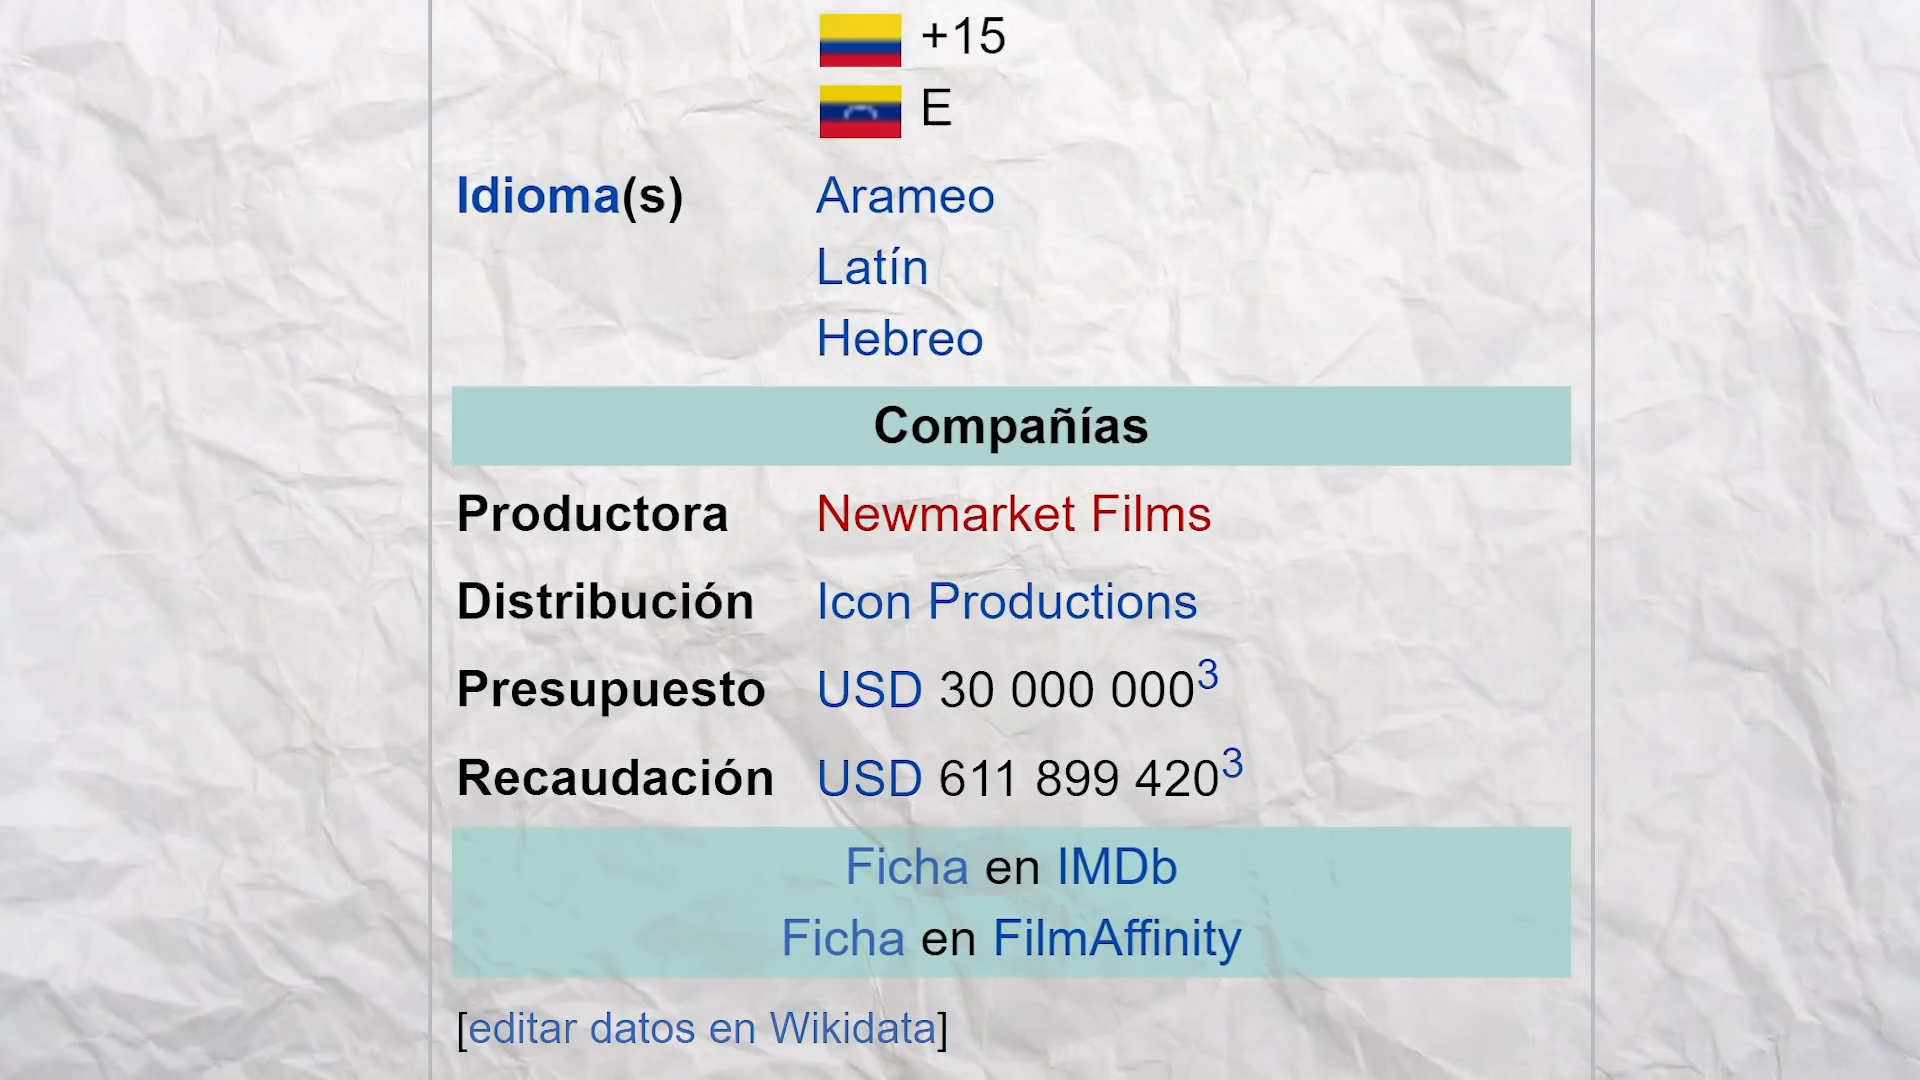 +15
E
Idioma(s) Arameo
Latín
Hebreo
Compañías
Productora Newmarket Films
Distribución Icon Productions
Presupuesto USD 30 000 000³
Recaudación USD 611 899 420³
Ficha en IMDb
Ficha en FilmAffinity
[editar datos en Wikidata]